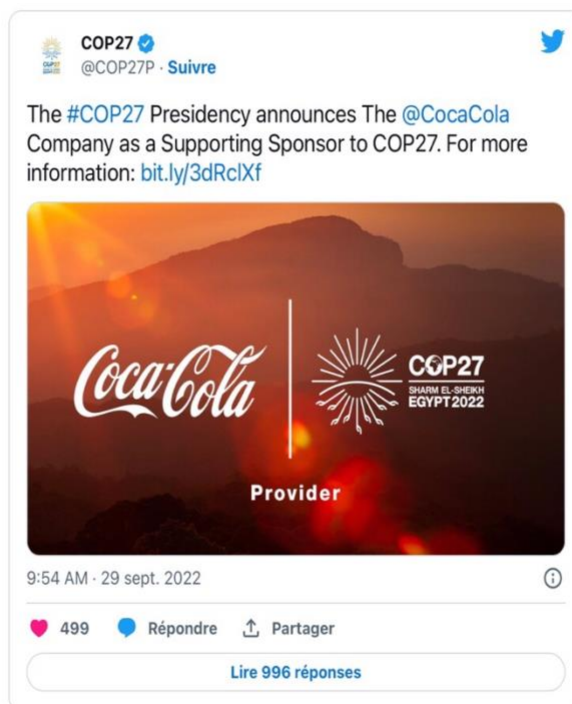 COP27
@COP27P · Suivre
The #COP27 Presidency announces The @CocaCola
Company as a Supporting Sponsor to COP27. For more
information: bit.ly/3dRclXf
Coca-Cola
COP27
SHARM EL-SHEIKH
EGYPT2022
Provider
9:54 AM · 29 sept. 2022
499 Répondre Partager
Lire 996 réponses